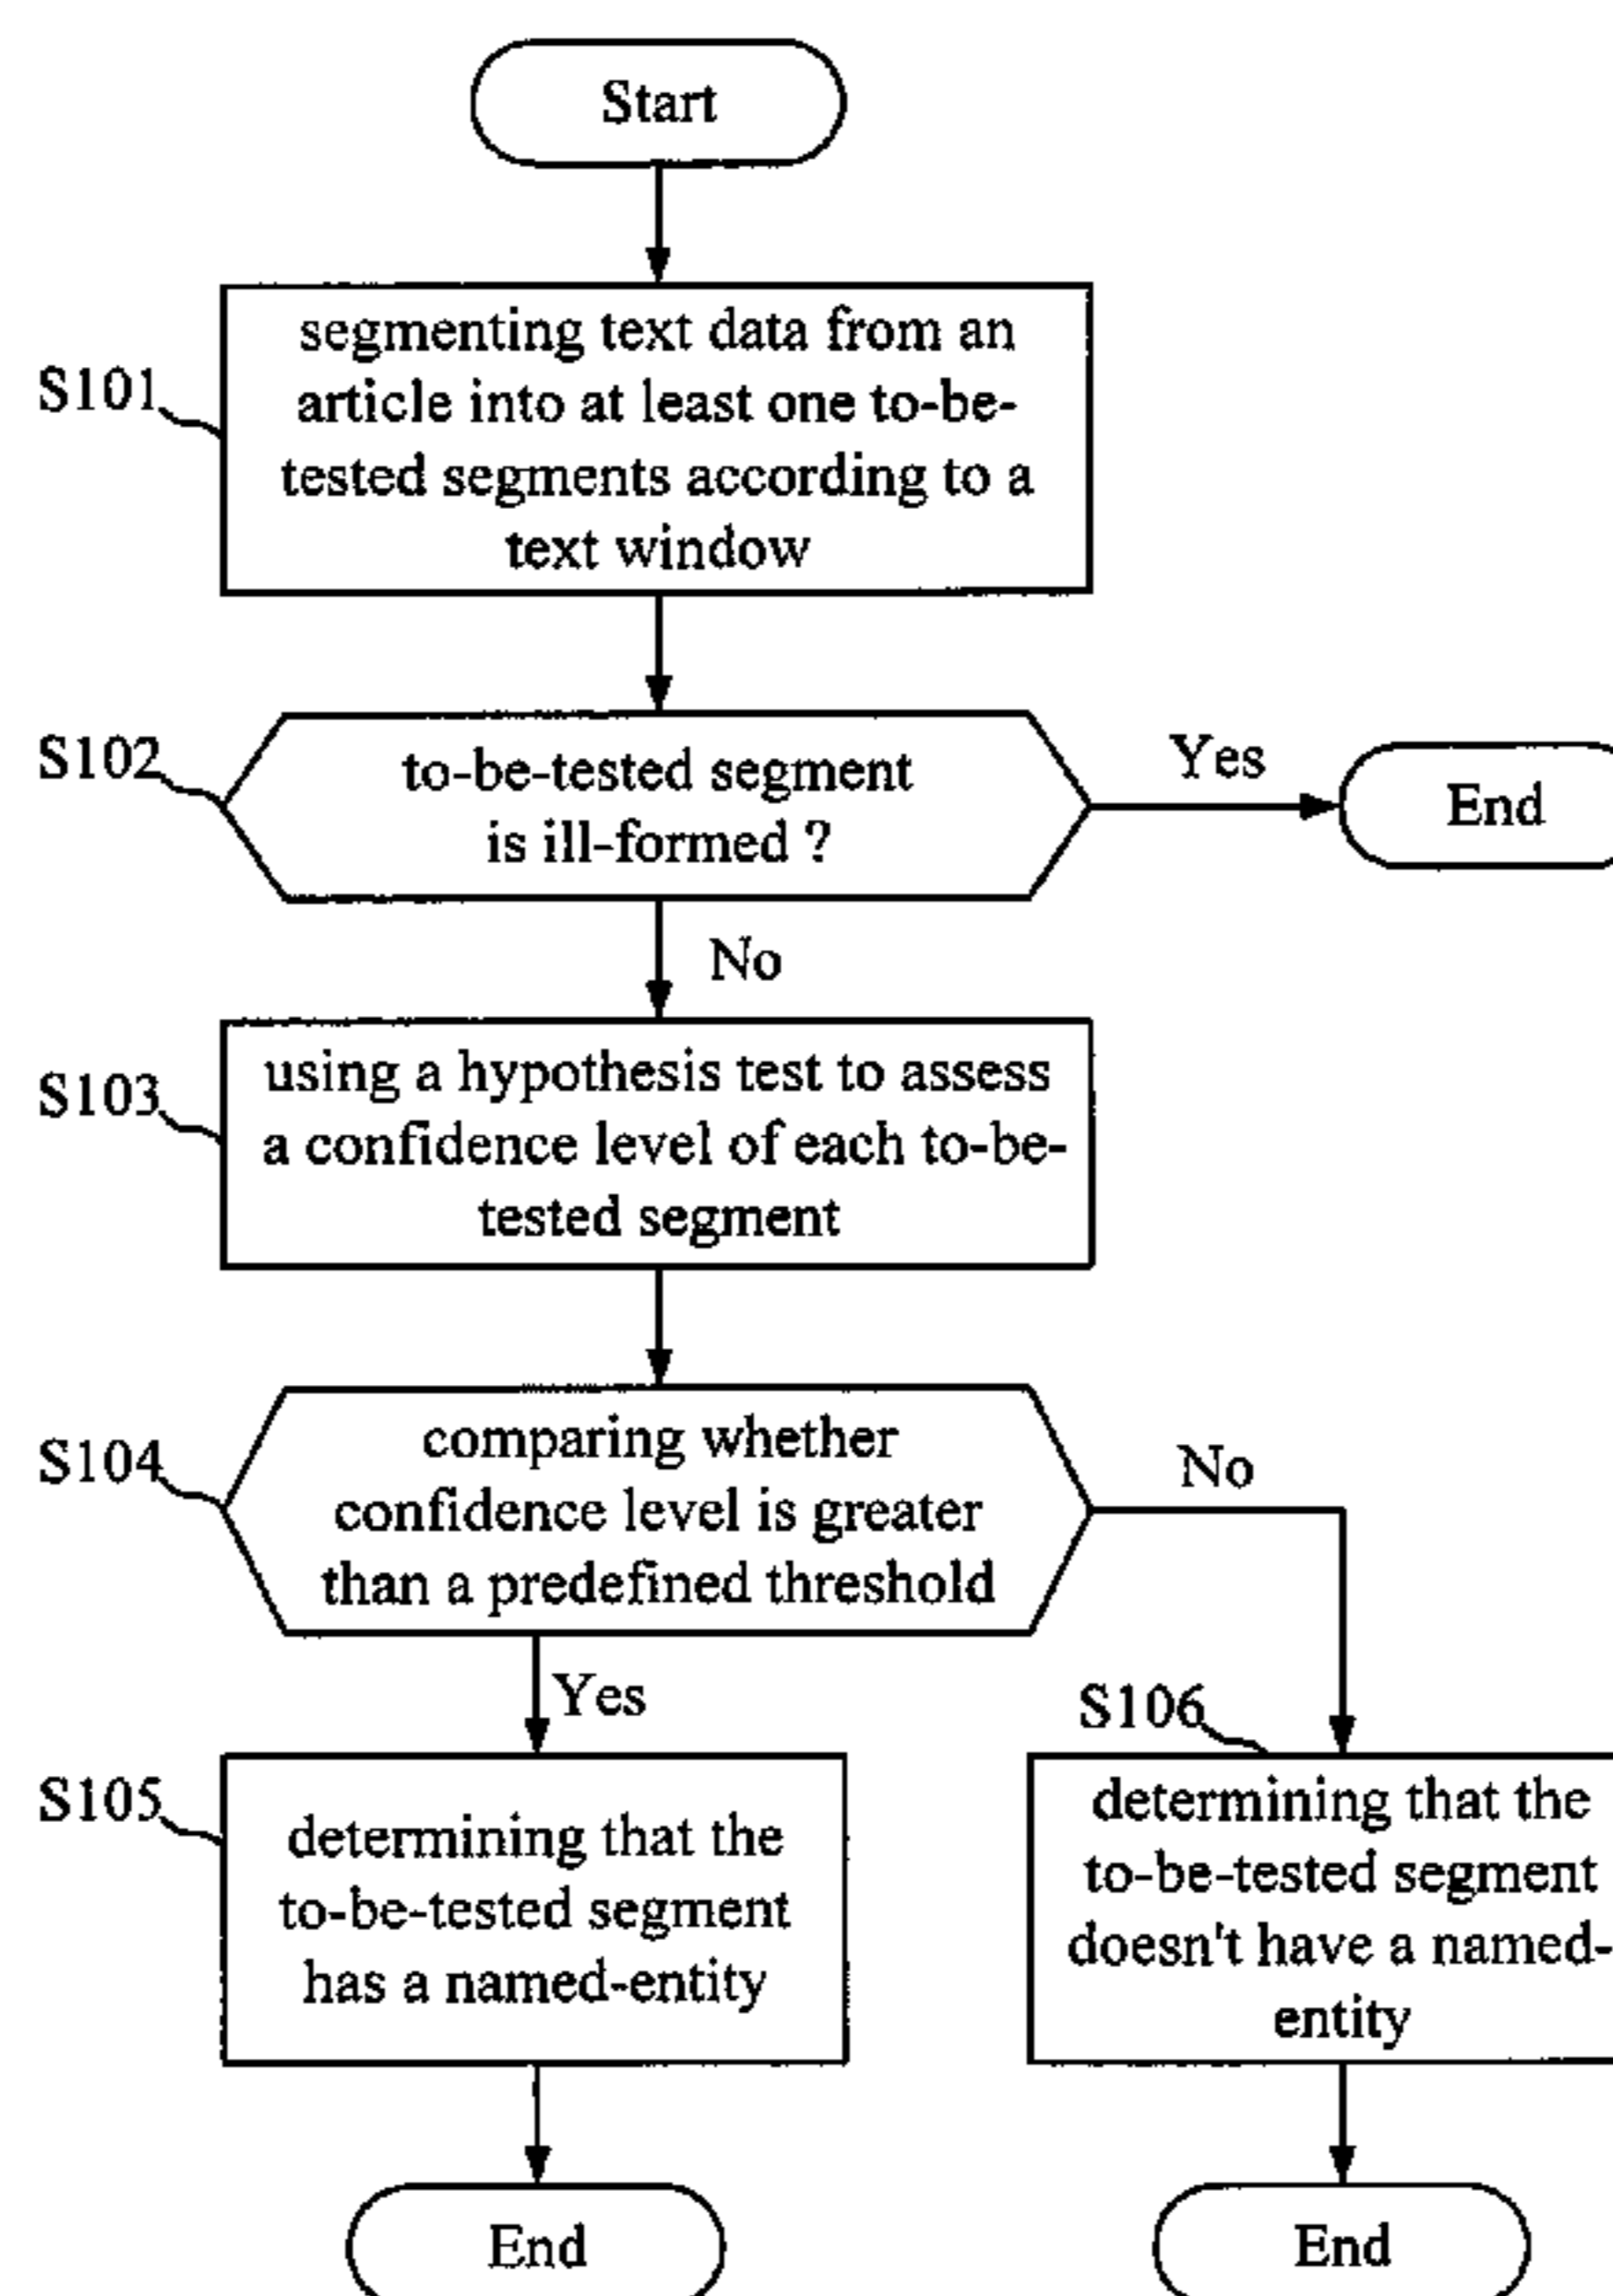 Start
S101
segmenting text data from an
article into at least one to-be-
tested segments according to a
text window
S102
to-be-tested segment
is ill-formed ?
Yes
End
No
S103
using a hypothesis test to assess
a confidence level of each to-be-
tested segment
S104
comparing whether
confidence level is greater
than a predefined threshold
No
Yes
S105
determining that the
to-be-tested segment
has a named-entity
S106
determining that the
to-be-tested segment
doesn't have a named-
entity
End
End